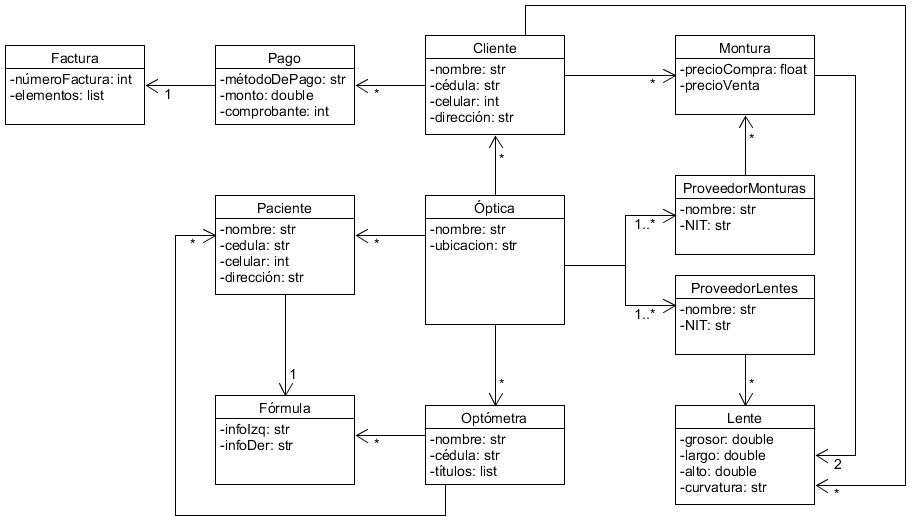 Factura
-númeroFactura: int
-elementos: list
1
Pago
-métodoDePago: str
-monto: double
-comprobante: int
*
Cliente
-nombre: str
-cédula: str
-celular: int
-dirección: str
*
Montura
-precioCompra: float
-precioVenta
*
*
Paciente
-nombre: str
-cedula: str
-celular: int
-dirección: str
*
*
Óptica
-nombre: str
-ubicacion: str
1..*
ProveedorMonturas
-nombre: str
-NIT: str
1..*
ProveedorLentes
-nombre: str
-NIT: str
1
*
*
Fórmula
-infoIzq: str
-infoDer: str
*
Optómetra
-nombre: str
-cédula: str
-títulos: list
Lente
-grosor: double
-largo: double
-alto: double
-curvatura: str
2
*